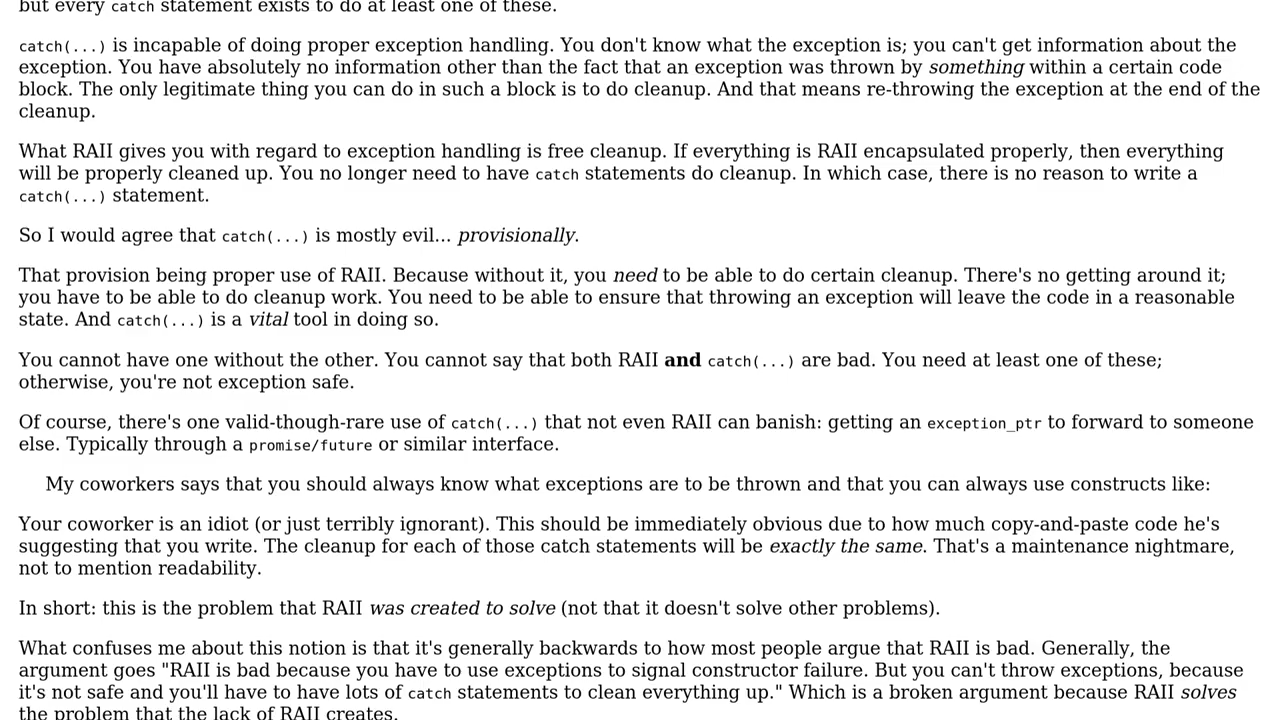 but every catch statement exists to do at least one of these.
catch(...) is incapable of doing proper exception handling. You don't know what the exception is; you can't get information about the
exception. You have absolutely no information other than the fact that an exception was thrown by something within a certain code
block. The only legitimate thing you can do in such a block is to do cleanup. And that means re-throwing the exception at the end of the
cleanup.
What RAII gives you with regard to exception handling is free cleanup. If everything is RAII encapsulated properly, then everything
will be properly cleaned up. You no longer need to have catch statements do cleanup. In which case, there is no reason to write a
catch(...) statement.
So I would agree that catch(...) is mostly evil... provisionally.
That provision being proper use of RAII. Because without it, you need to be able to do certain cleanup. There's no getting around it;
you have to be able to do cleanup work. You need to be able to ensure that throwing an exception will leave the code in a reasonable
state. And catch(...) is a vital tool in doing so.
You cannot have one without the other. You cannot say that both RAII and catch(...) are bad. You need at least one of these;
otherwise, you're not exception safe.
Of course, there's one valid-though-rare use of catch(...) that not even RAII can banish: getting an exception_ptr to forward to someone
else. Typically through a promise/future or similar interface.
My coworkers says that you should always know what exceptions are to be thrown and that you can always use constructs like:
Your coworker is an idiot (or just terribly ignorant). This should be immediately obvious due to how much copy-and-paste code he's
suggesting that you write. The cleanup for each of those catch statements will be exactly the same. That's a maintenance nightmare,
not to mention readability.
In short: this is the problem that RAII was created to solve (not that it doesn't solve other problems).
What confuses me about this notion is that it's generally backwards to how most people argue that RAII is bad. Generally, the
argument goes "RAII is bad because you have to use exceptions to signal constructor failure. But you can't throw exceptions, because
it's not safe and you'll have to have lots of catch statements to clean everything up." Which is a broken argument because RAII solves
the problem that the lack of RAII creates.